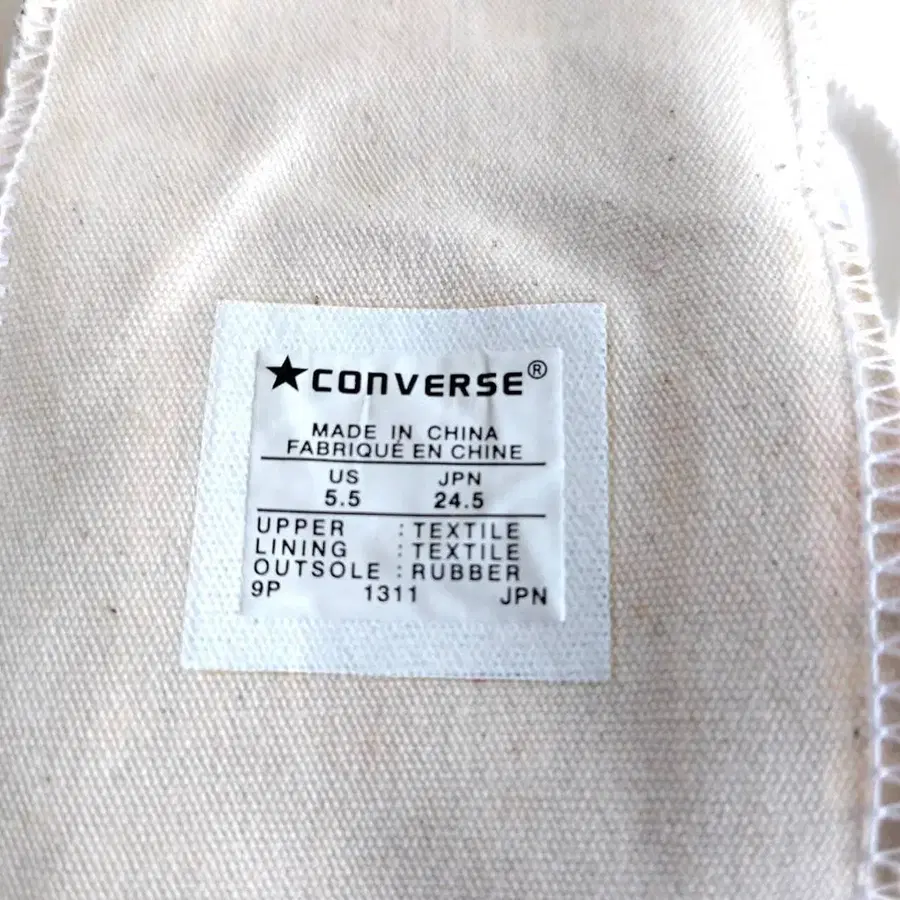 ★CONVERSE®
MADE IN CHINA
FABRIQUÉ EN CHINE
US JPN
5.5 24.5
UPPER : TEXTILE
LINING : TEXTILE
OUTSOLE : RUBBER
9P 1311 JPN